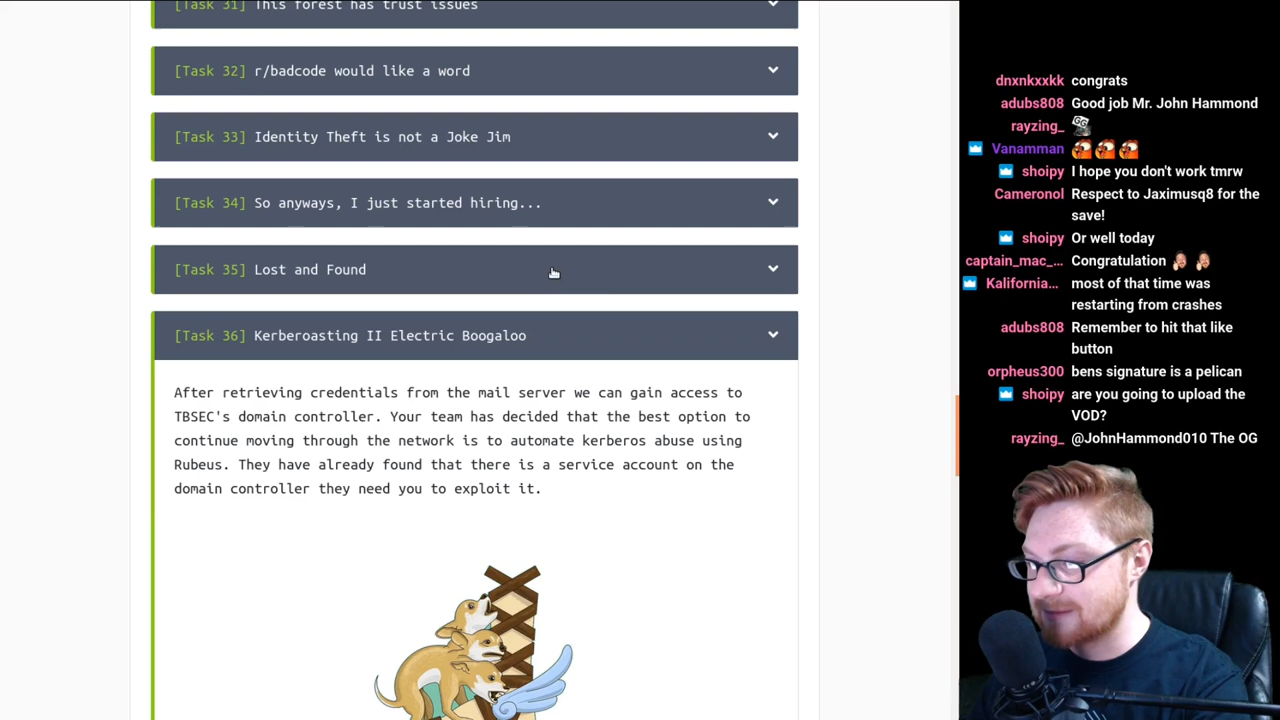 [Task 31] This forest has trust issues
[Task 32] r/badcode would like a word
[Task 33] Identity Theft is not a Joke Jim
[Task 34] So anyways, I just started hiring...
[Task 35] Lost and Found
[Task 36] Kerberoasting II Electric Boogaloo
After retrieving credentials from the mail server we can gain access to
TBSEC's domain controller. Your team has decided that the best option to
continue moving through the network is to automate kerberos abuse using
Rubeus. They have already found that there is a service account on the
domain controller they need you to exploit it.
dnxnkxxkk congrats
adubs808 Good job Mr. John Hammond
rayzing_ GG
Vanamman
shoipy I hope you don't work tmrw
Cameronol Respect to Jaximusq8 for the
save!
shoipy Or well today
captain_mac_... Congratulation
Kalifornia... most of that time was
restarting from crashes
adubs808 Remember to hit that like
button
orpheus300 bens signature is a pelican
shoipy are you going to upload the
VOD?
rayzing_ @JohnHammond010 The OG